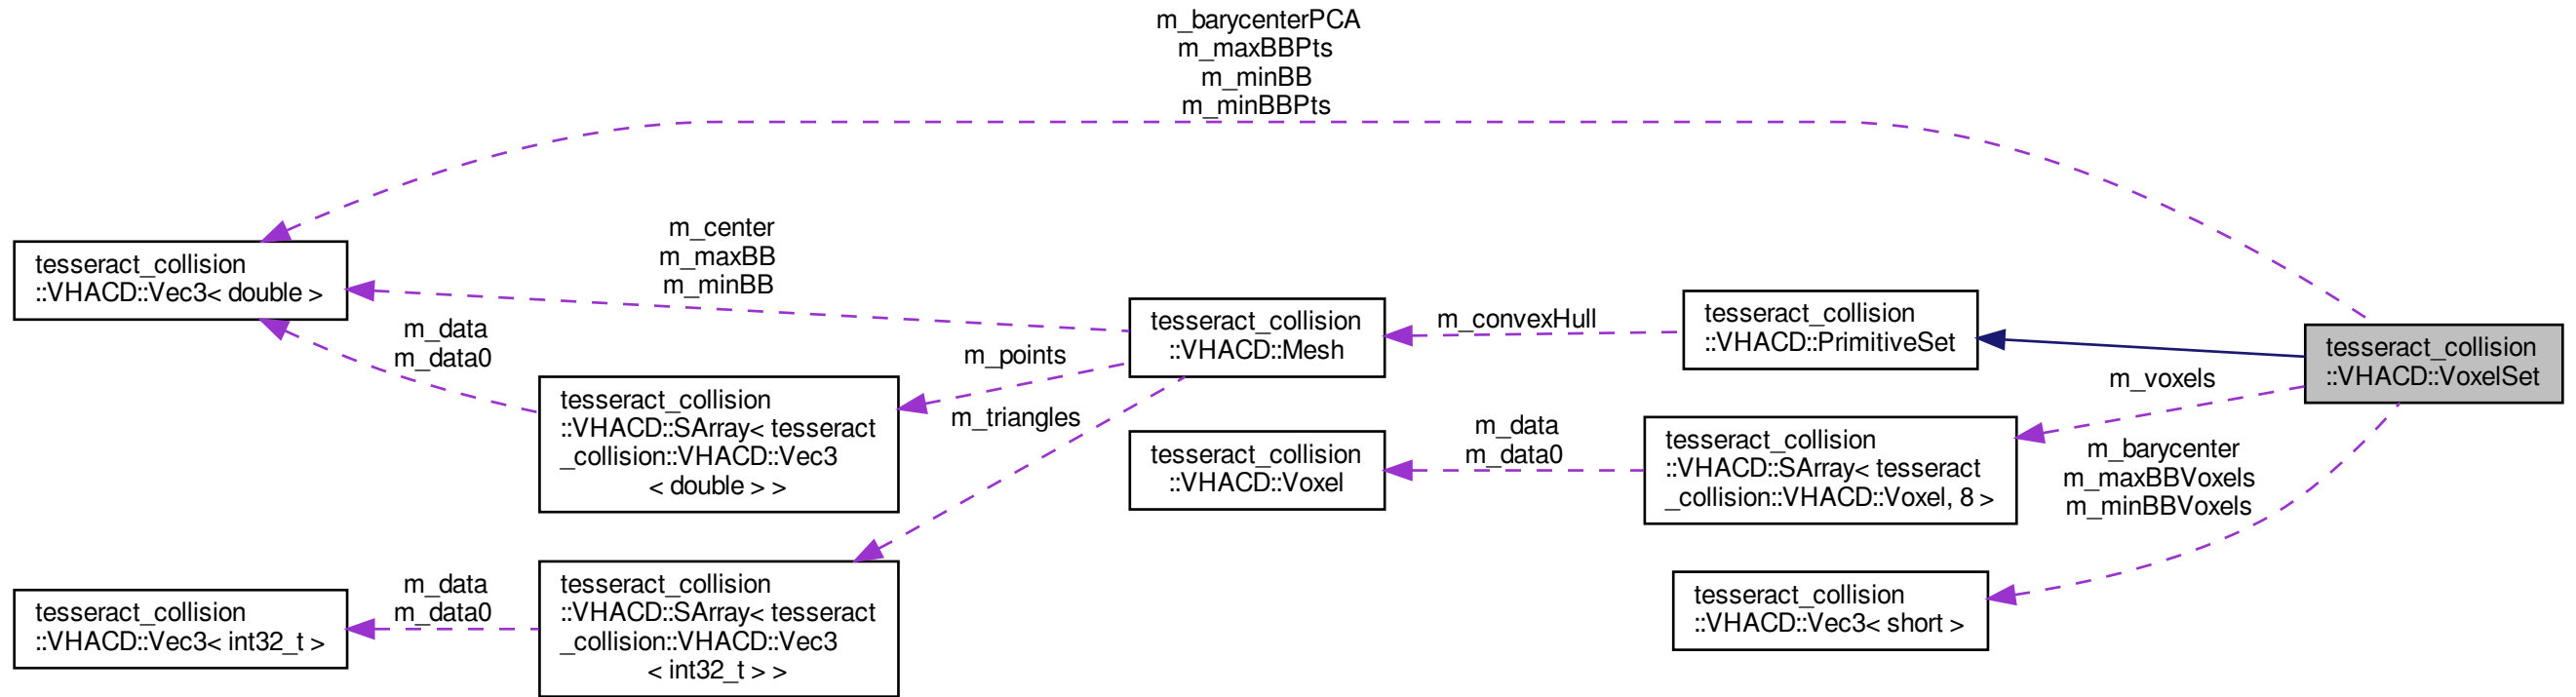 m_barycenterPCA
m_maxBBPts
m_minBB
m_minBBPts
tesseract_collision
::VHACD::Vec3< double >
m_center
m_maxBB
m_minBB
m_data
m_data0
tesseract_collision
::VHACD::SArray< tesseract
_collision::VHACD::Vec3
< double > >
m_points
m_triangles
tesseract_collision
::VHACD::Mesh
m_convexHull
tesseract_collision
::VHACD::PrimitiveSet
tesseract_collision
::VHACD::VoxelSet
m_voxels
tesseract_collision
::VHACD::Voxel
m_data
m_data0
tesseract_collision
::VHACD::SArray< tesseract
_collision::VHACD::Voxel, 8 >
m_barycenter
m_maxBBVoxels
m_minBBVoxels
tesseract_collision
::VHACD::Vec3< int32_t >
m_data
m_data0
tesseract_collision
::VHACD::SArray< tesseract
_collision::VHACD::Vec3
< int32_t > >
tesseract_collision
::VHACD::Vec3< short >